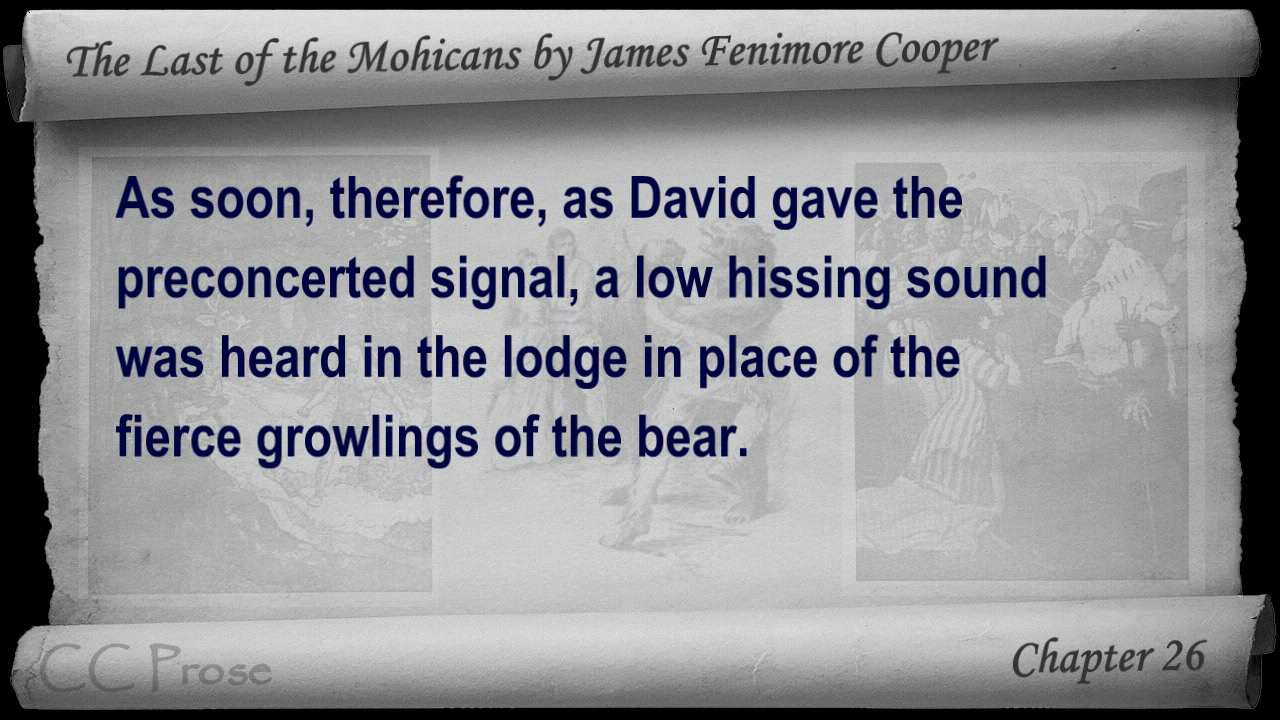 The Last of the Mohicans by James Fenimore Cooper
As soon, therefore, as David gave the
preconcerted signal, a low hissing sound
was heard in the lodge in place of the
fierce growlings of the bear.
CC Prose
Chapter 26